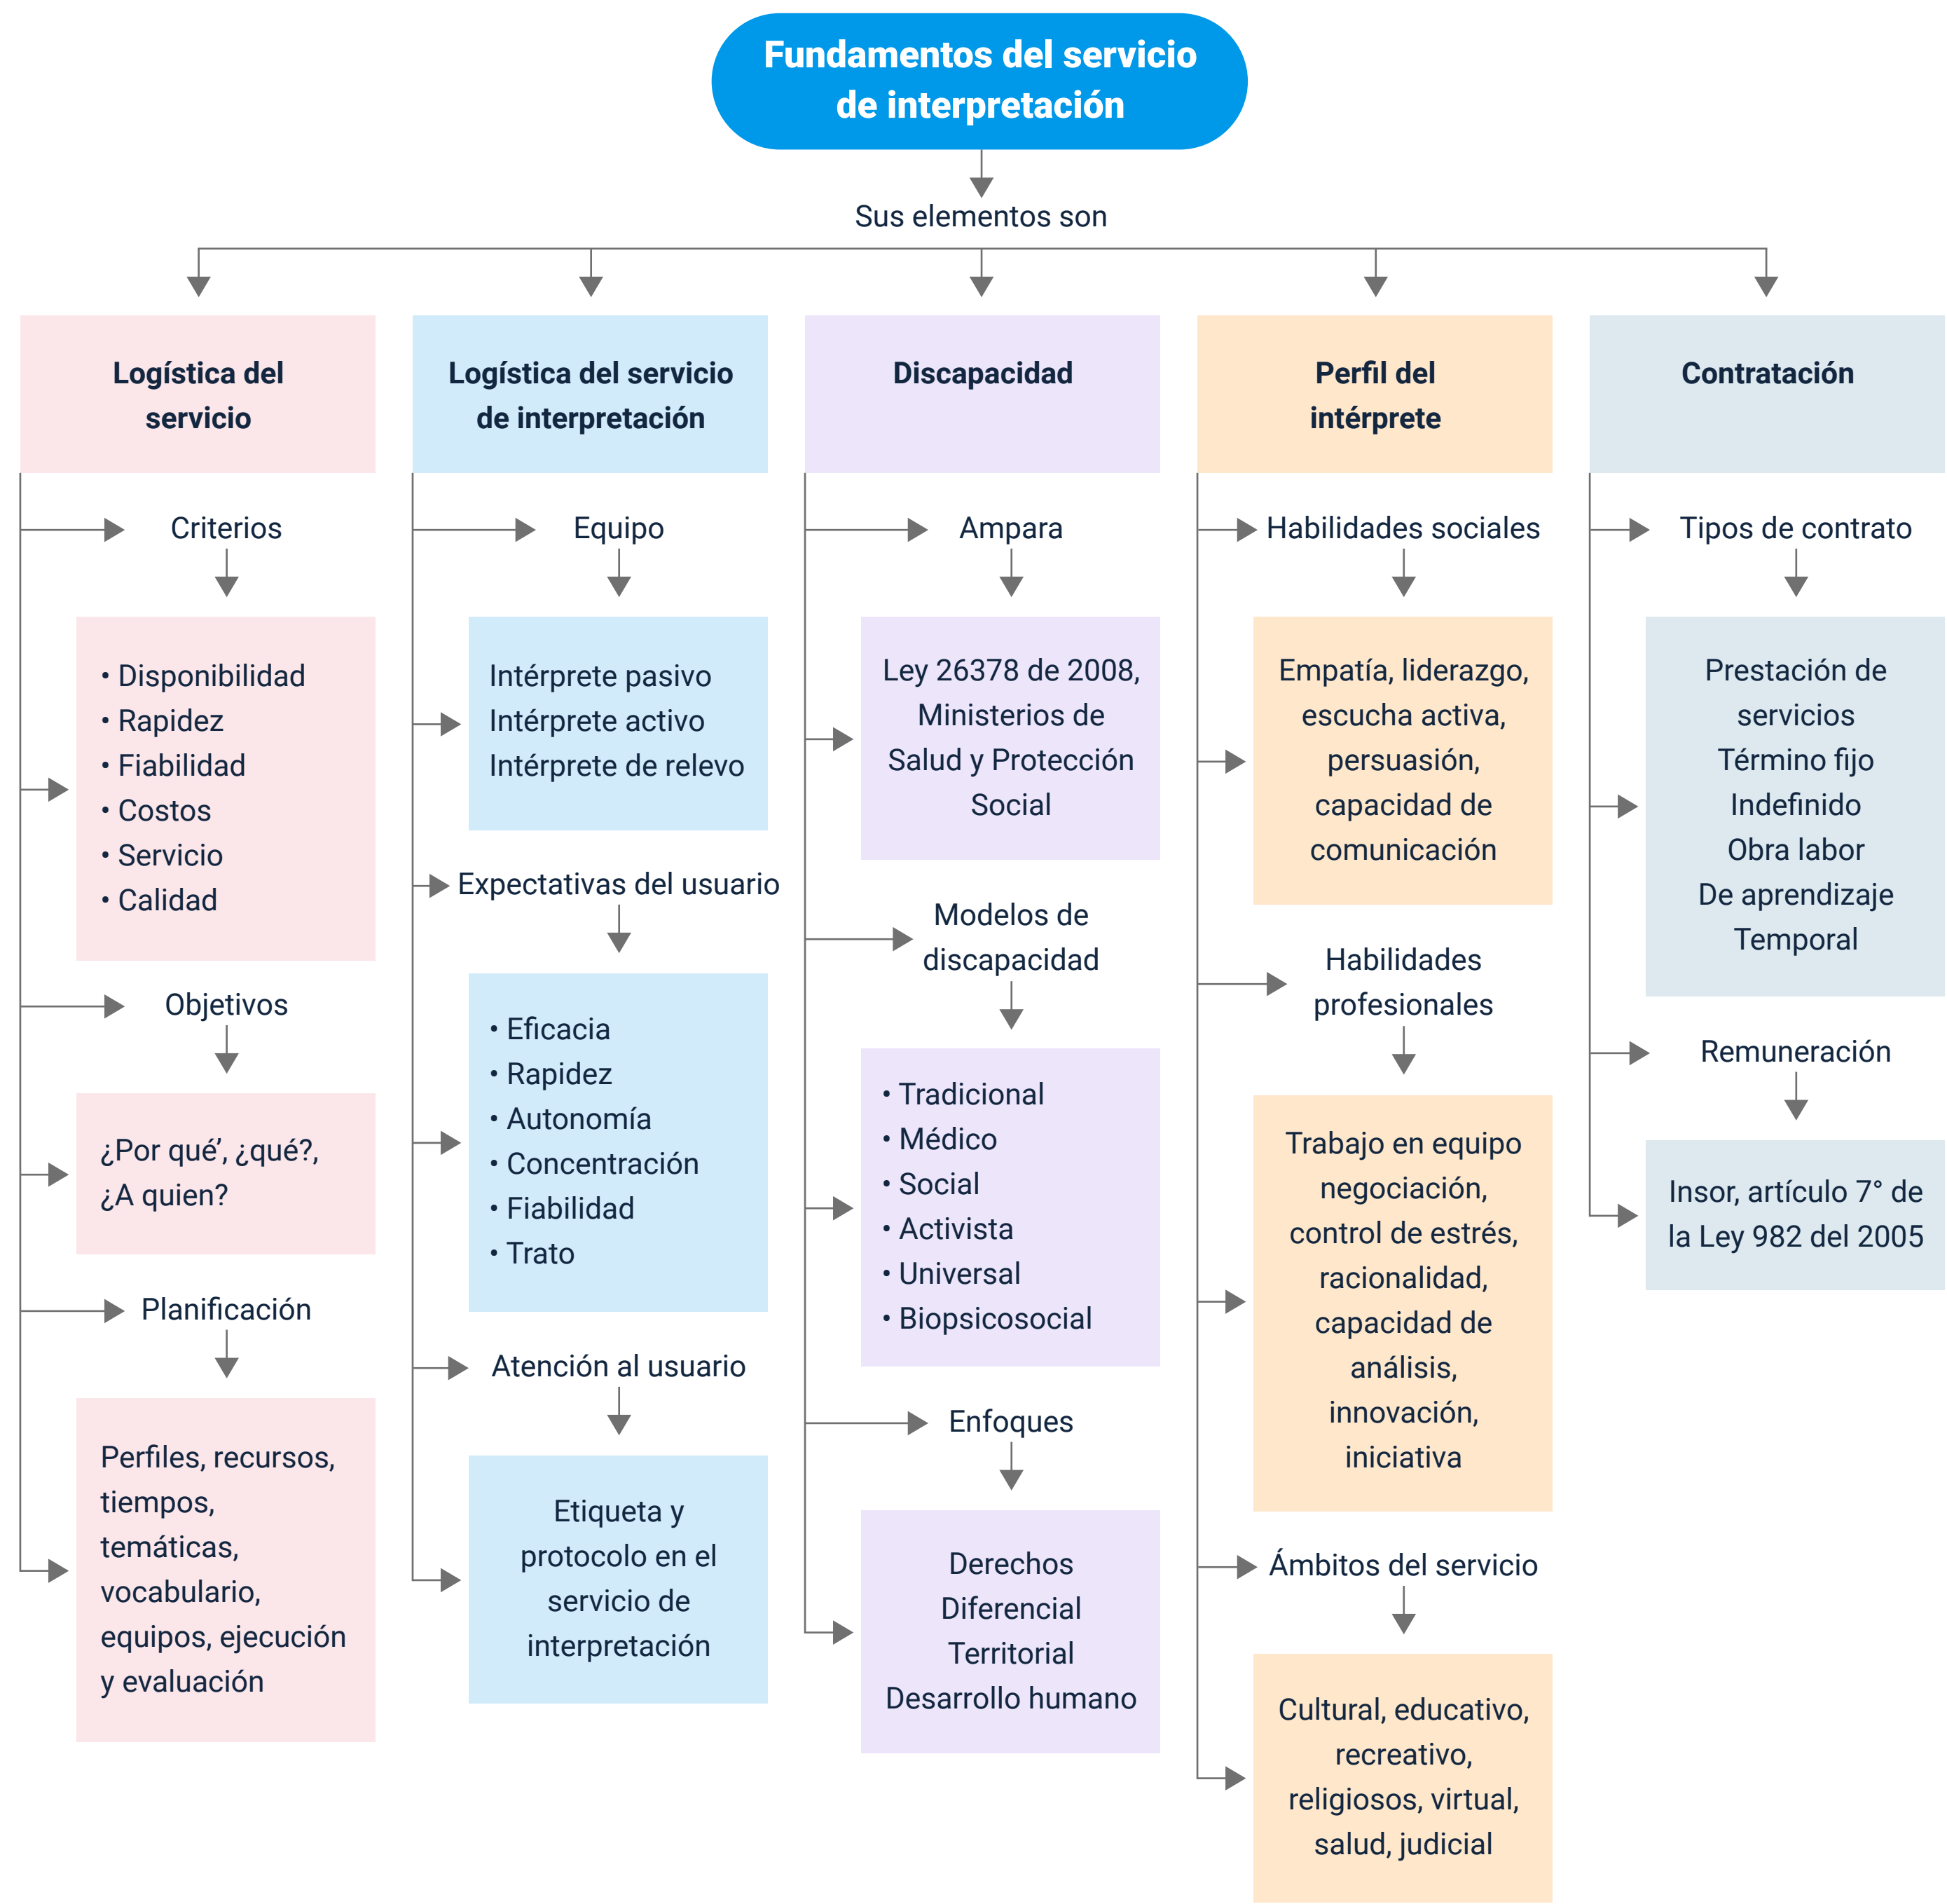 Fundamentos del servicio
de interpretación
Sus elementos son
Logística del
servicio
Criterios
• Disponibilidad
• Rapidez
• Fiabilidad
• Costos
• Servicio
• Calidad
Objetivos
¿Por qué’, ¿qué?,
¿A quien?
Planificación
Perfiles, recursos,
tiempos,
temáticas,
vocabulario,
equipos, ejecución
y evaluación
Logística del servicio
de interpretación
Equipo
Intérprete pasivo
Intérprete activo
Intérprete de relevo
Expectativas del usuario
• Eficacia
• Rapidez
• Autonomía
• Concentración
• Fiabilidad
• Trato
Atención al usuario
Etiqueta y
protocolo en el
servicio de
interpretación
Discapacidad
Ampara
Ley 26378 de 2008,
Ministerios de
Salud y Protección
Social
Modelos de
discapacidad
• Tradicional
• Médico
• Social
• Activista
• Universal
• Biopsicosocial
Enfoques
Derechos
Diferencial
Territorial
Desarrollo humano
Perfil del
intérprete
Habilidades sociales
Empatía, liderazgo,
escucha activa,
persuasión,
capacidad de
comunicación
Habilidades
profesionales
Trabajo en equipo
negociación,
control de estrés,
racionalidad,
capacidad de
análisis,
innovación,
iniciativa
Ámbitos del servicio
Cultural, educativo,
recreativo,
religiosos, virtual,
salud, judicial
Contratación
Tipos de contrato
Prestación de
servicios
Término fijo
Indefinido
Obra labor
De aprendizaje
Temporal
Remuneración
Insor, artículo 7° de
la Ley 982 del 2005